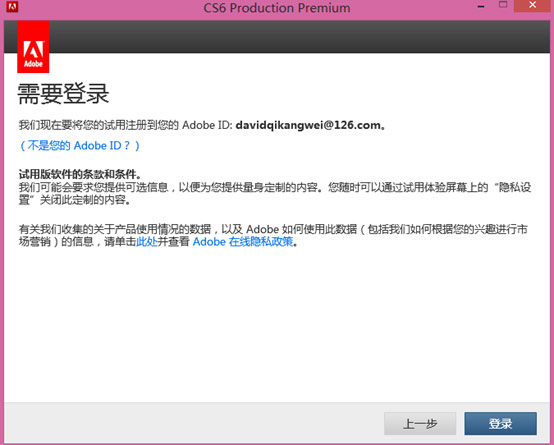 CS6 Production Premium
Adobe
需要登录
我们现在要将您的试用注册到您的 Adobe ID: davidqikangwei@126.com。
（不是您的 Adobe ID？）
试用版软件的条款和条件。
我们可能会要求您提供可选信息，以便为您提供量身定制的内容。您随时可以通过试用体验屏幕上的“隐私设
置”关闭此定制的内容。
有关我们收集的关于产品使用情况的数据，以及 Adobe 如何使用此数据（包括我们如何根据您的兴趣进行市
场营销）的信息，请单击此处并查看 Adobe 在线隐私政策。
上一步
登录